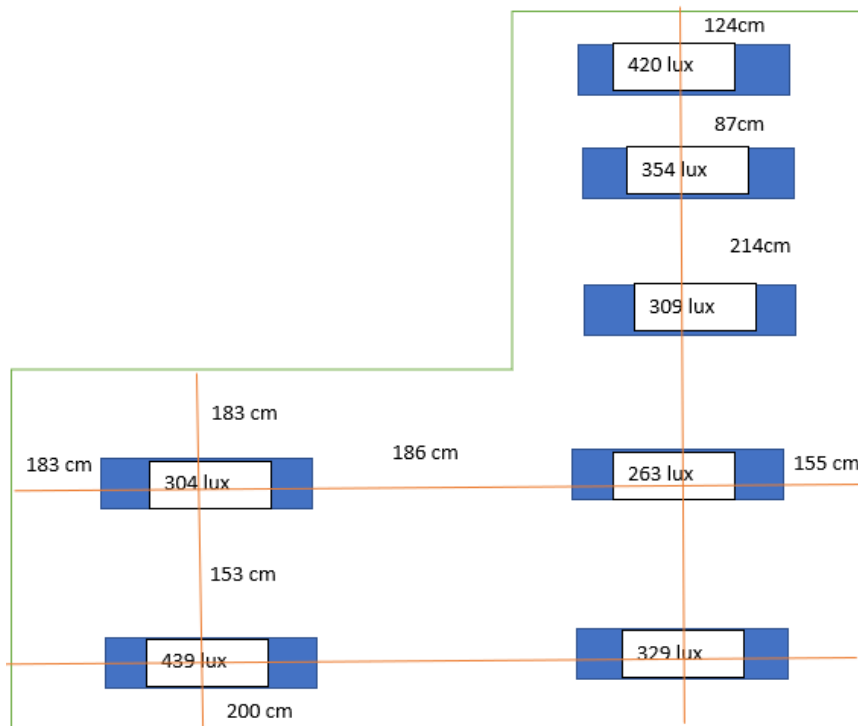 124cm
420 lux
87cm
354 lux
214cm
309 lux
183 cm
186 cm
183 cm
155 cm
304 lux
263 lux
153 cm
439 lux
329 lux
200 cm